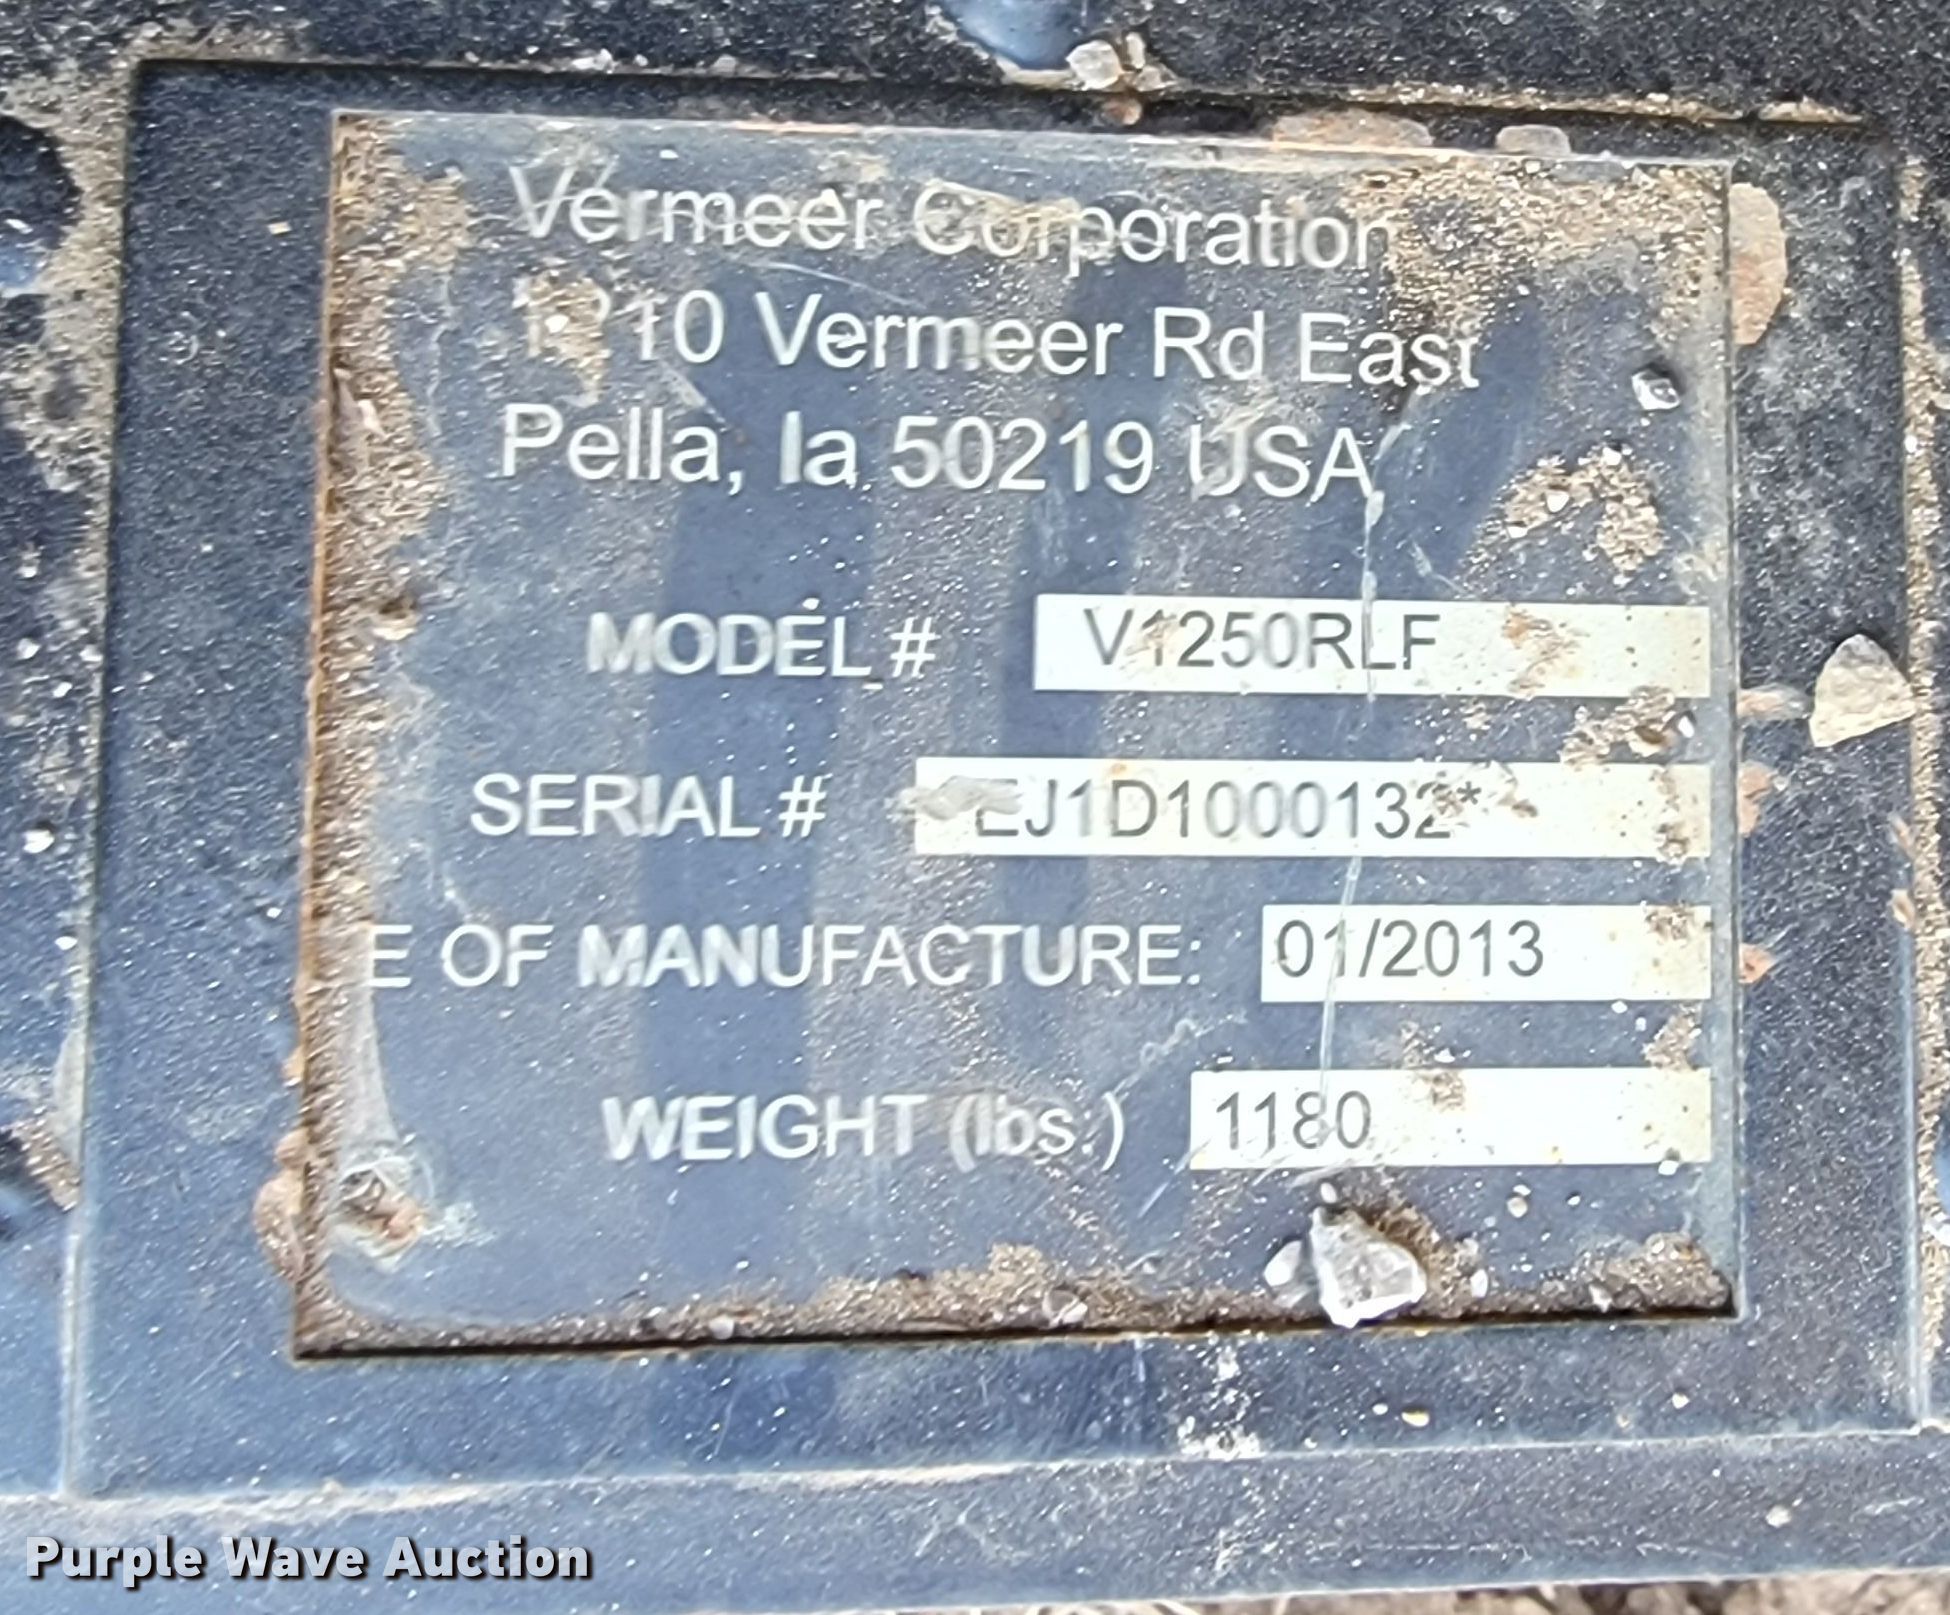 Vermeer Corporation
Vermeer Rd East
Pella, Ia 50219 USA
MODEL # V1250RLF
SERIAL # EJ1D1000132*
E OF MANUFACTURE: 01/2013
WEIGHT (lbs.) 1180
Purple Wave Auction